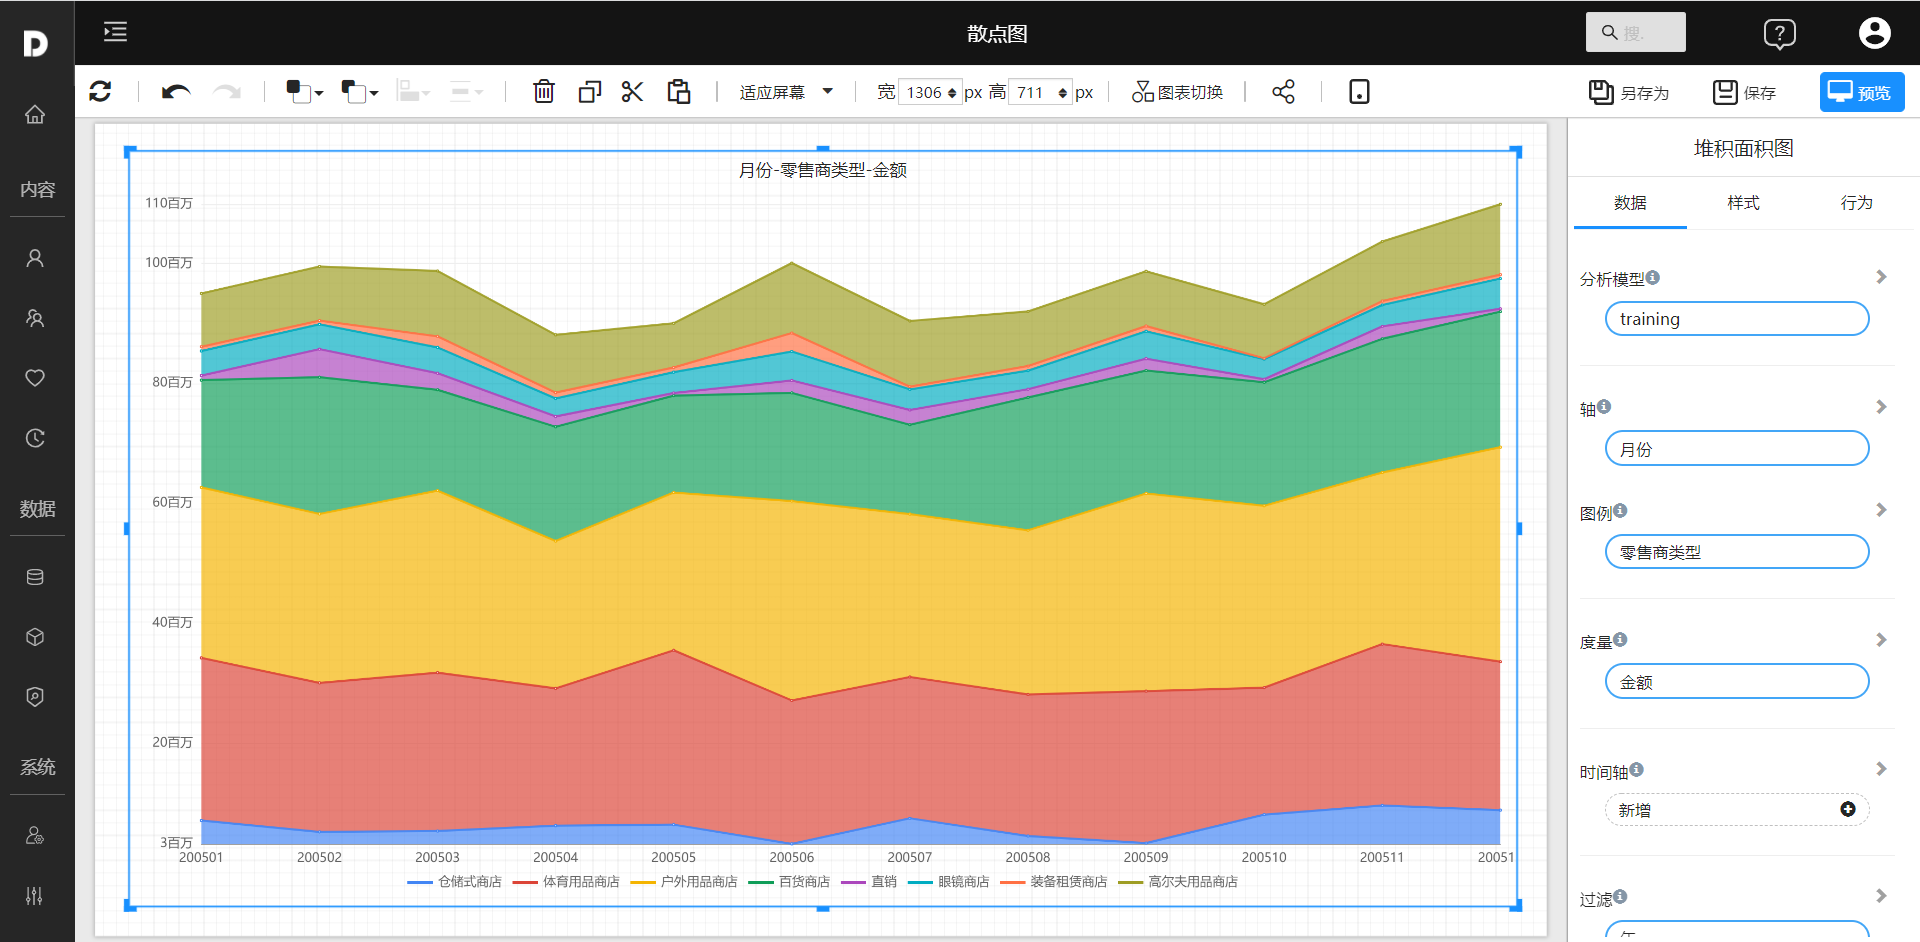 散点图
搜.
适应屏幕
宽 1306 px 高 711 px
图表切换
另存为
保存
预览
内容
数据
系统
月份-零售商类型-金额
110百万
100百万
80百万
60百万
40百万
20百万
3百万
200501 200502 200503 200504 200505 200506 200507 200508 200509 200510 200511 20051
仓储式商店 体育用品商店 户外用品商店 百货商店 直销 眼镜商店 装备租赁商店 高尔夫用品商店
堆积面积图
数据 样式 行为
分析模型
training
轴
月份
图例
零售商类型
度量
金额
时间轴
新增
过滤